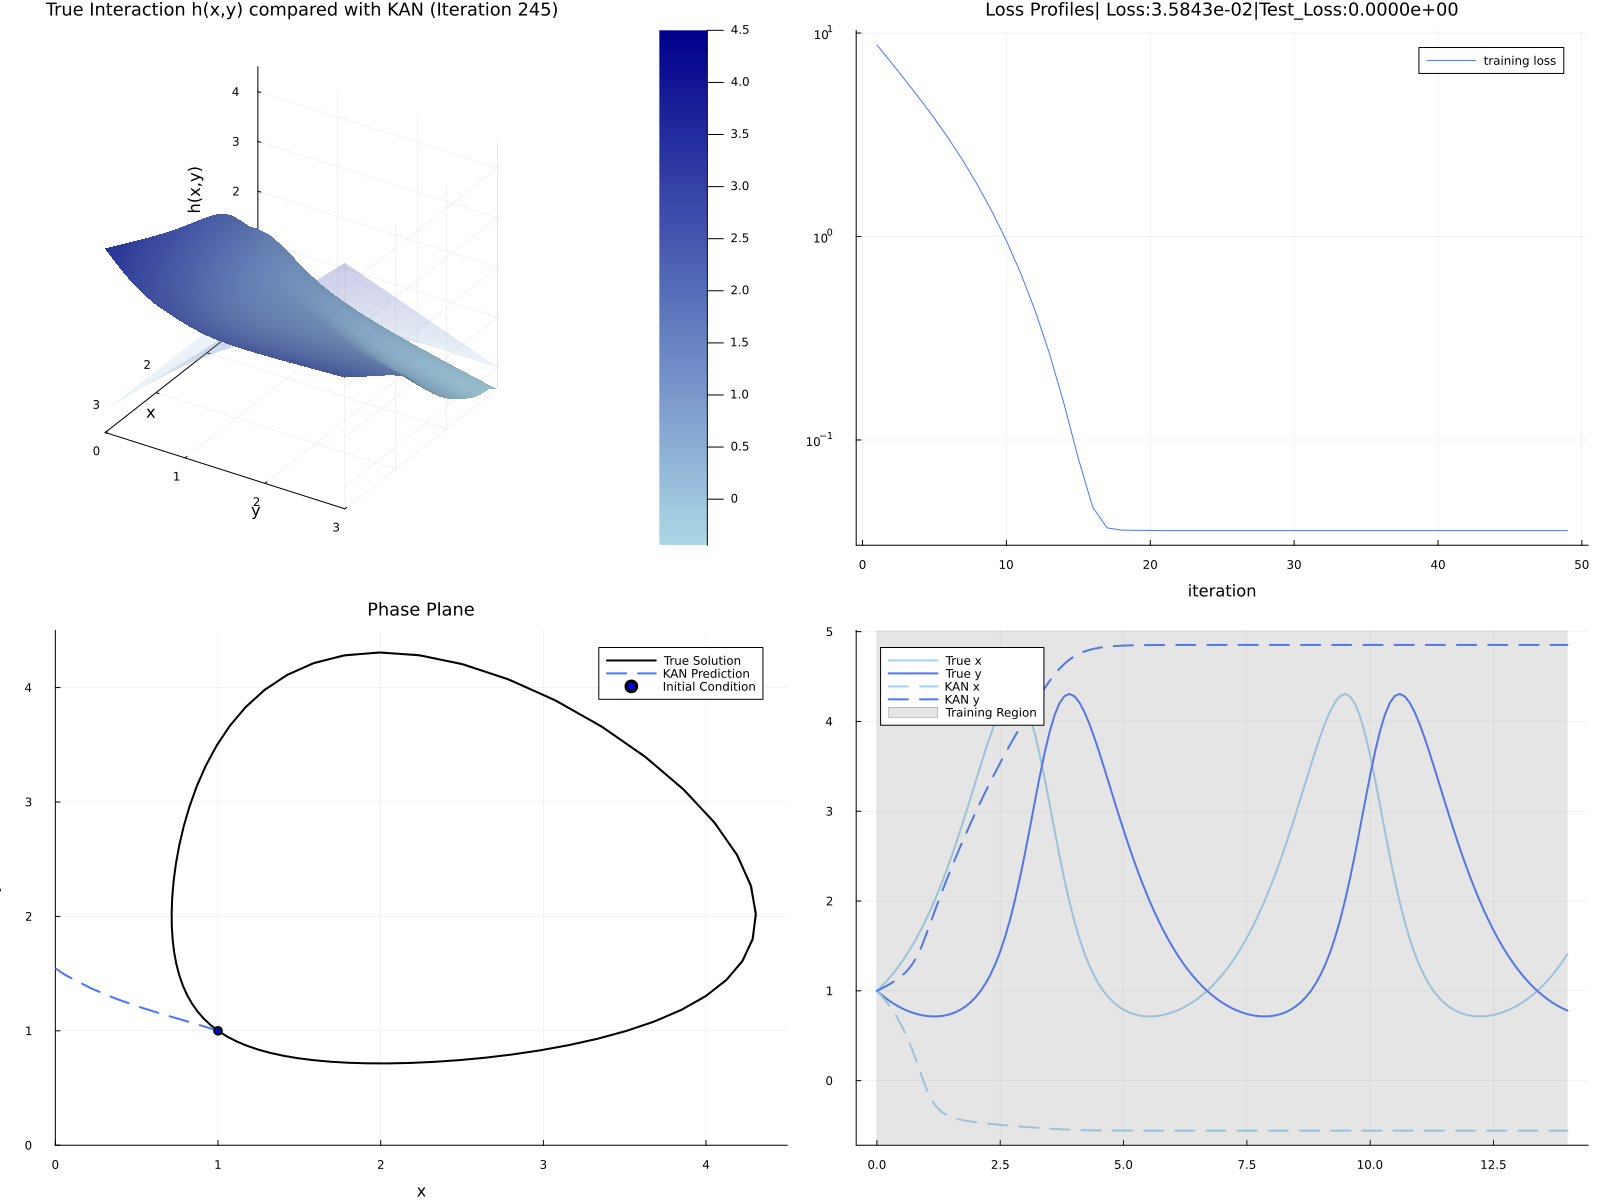 True Interaction h(x,y) compared with KAN (Iteration 245)
4
3
2
h(x,y)
2
3
x
0
1
2
y
3
4.5
4.0
3.5
3.0
2.5
2.0
1.5
1.0
0.5
0
Loss Profiles| Loss:3.5843e-02|Test_Loss:0.0000e+00
training loss
10¹
10⁰
10⁻¹
0 10 20 30 40 50
iteration
Phase Plane
True Solution
KAN Prediction
Initial Condition
4
3
2
1
0
0 1 2 3 4
x
True x
True y
KAN x
KAN y
Training Region
5
4
3
2
1
0
0.0 2.5 5.0 7.5 10.0 12.5